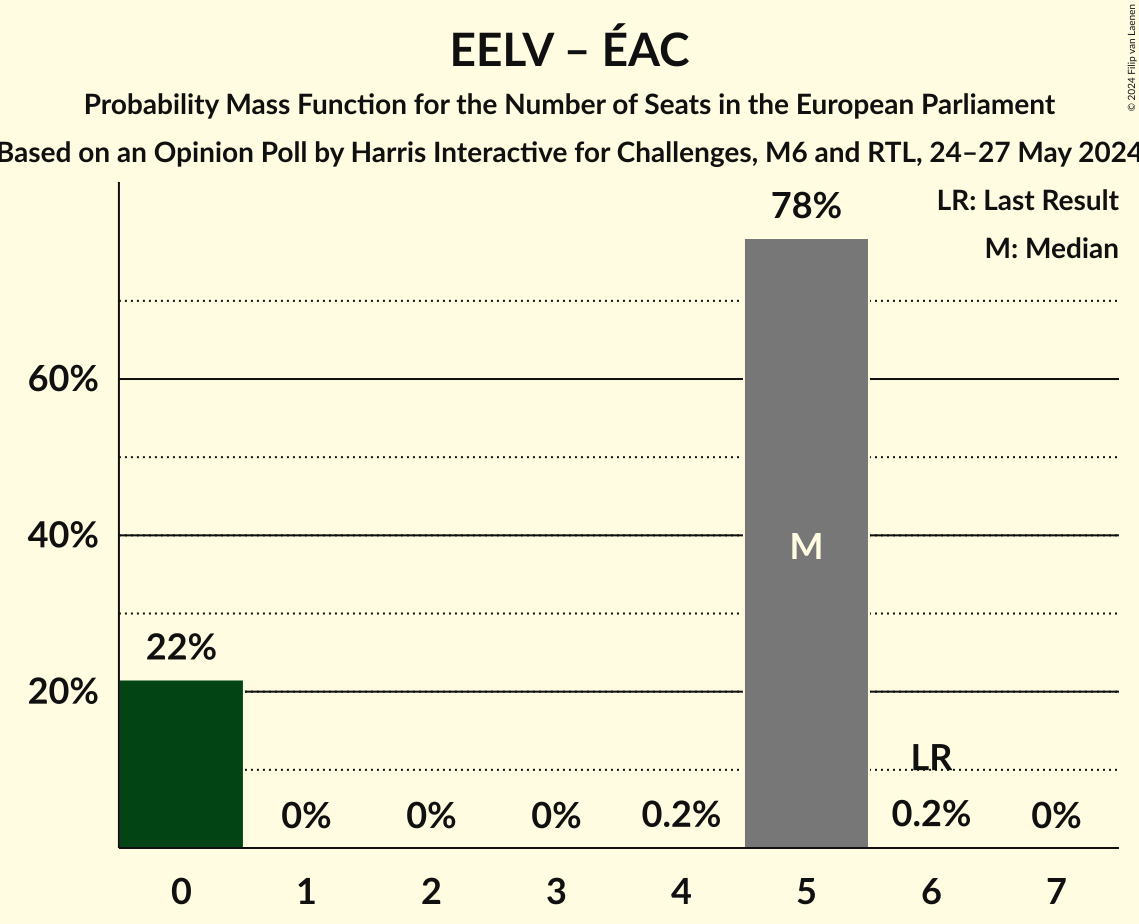 EELV – ÉAC
Probability Mass Function for the Number of Seats in the European Parliament
Based on an Opinion Poll by Harris Interactive for Challenges, M6 and RTL, 24–27 May 2024
© 2024 Filip van Laenen
LR: Last Result
M: Median
78%
60%
40%
M
22%
20%
LR
0%
0%
0%
0.2%
0.2%
0%
0
1
2
3
4
5
6
7